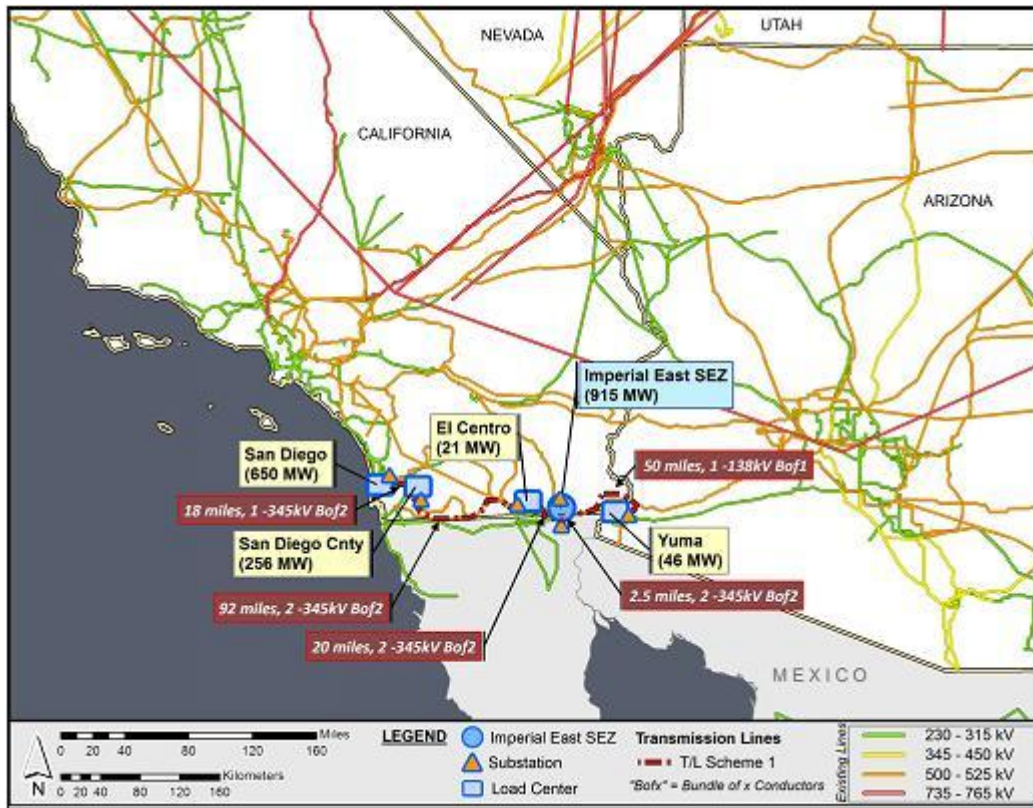 NEVADA
UTAH
CALIFORNIA
ARIZONA
Imperial East SEZ
(915 MW)
El Centro
(21 MW)
San Diego
(650 MW)
50 miles, 1 -138kV Bof1
18 miles, 1 -345kV Bof2
San Diego Cnty
(256 MW)
Yuma
(46 MW)
92 miles, 2 -345kV Bof2
2.5 miles, 2 -345kV Bof2
20 miles, 2 -345kV Bof2
MEXICO
N
Miles
0 20 40 80 120 160
Kilometers
0 20 40 80 120 160
LEGEND
Imperial East SEZ
Substation
Load Center
Transmission Lines
T/L Scheme 1
"Bofx" = Bundle of x Conductors
Existing Lines
230 - 315 kV
345 - 450 kV
500 - 525 kV
735 - 765 kV